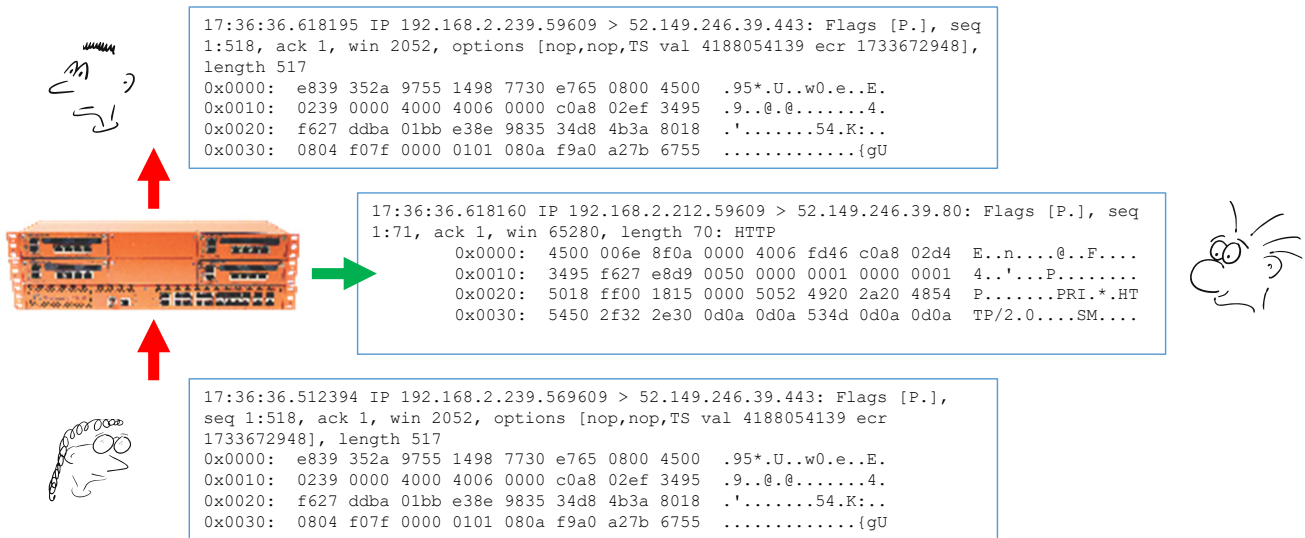 17:36:36.618195 IP 192.168.2.239.59609 > 52.149.246.39.443: Flags [P.], seq
1:518, ack 1, win 2052, options [nop,nop,TS val 4188054139 ecr 1733672948],
length 517
0x0000:  e839 352a 9755 1498 7730 e765 0800 4500  .95*.U..w0.e..E.
0x0010:  0239 0000 4000 4006 0000 c0a8 02ef 3495  .9..@.@.......4.
0x0020:  f627 ddba 01bb e38e 9835 34d8 4b3a 8018  .'.......54.K:..
0x0030:  0804 f07f 0000 0101 080a f9a0 a27b 6755  .............{gU
17:36:36.618160 IP 192.168.2.212.59609 > 52.149.246.39.80: Flags [P.], seq
1:71, ack 1, win 65280, length 70: HTTP
0x0000:  4500 006e 8f0a 0000 4006 fd46 c0a8 02d4  E..n....@..F....
0x0010:  3495 f627 e8d9 0050 0000 0001 0000 0001  4..'...P........
0x0020:  5018 ff00 1815 0000 5052 4920 2a20 4854  P.......PRI.*.HT
0x0030:  5450 2f32 2e30 0d0a 0d0a 534d 0d0a 0d0a  TP/2.0....SM....
17:36:36.512394 IP 192.168.2.239.569609 > 52.149.246.39.443: Flags [P.],
seq 1:518, ack 1, win 2052, options [nop,nop,TS val 4188054139 ecr
1733672948], length 517
0x0000:  e839 352a 9755 1498 7730 e765 0800 4500  .95*.U..w0.e..E.
0x0010:  0239 0000 4000 4006 0000 c0a8 02ef 3495  .9..@.@.......4.
0x0020:  f627 ddba 01bb e38e 9835 34d8 4b3a 8018  .'.......54.K:..
0x0030:  0804 f07f 0000 0101 080a f9a0 a27b 6755  .............{gU